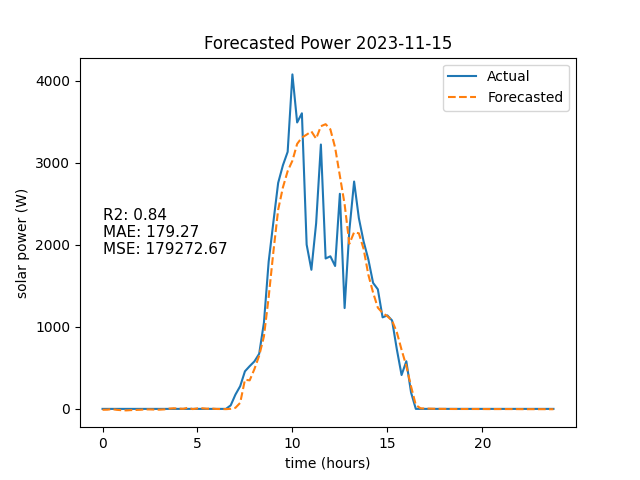 Forecasted Power 2023-11-15
Actual
Forecasted
4000
3000
2000
1000
0
solar power (W)
R2: 0.84
MAE: 179.27
MSE: 179272.67
0 5 10 15 20
time (hours)